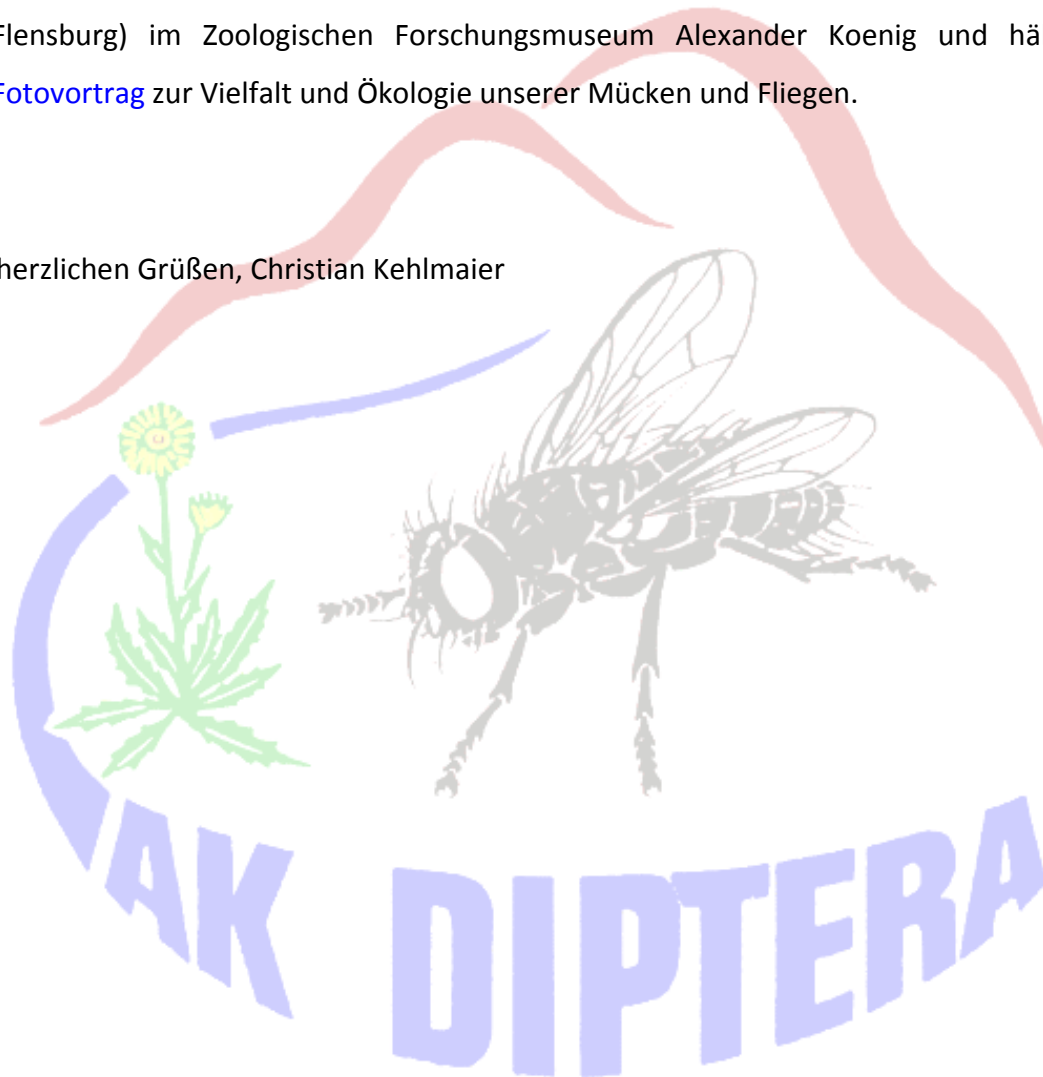 Flensburg) im Zoologischen Forschungsmuseum Alexander Koenig und hä
Fotovortrag zur Vielfalt und Ökologie unserer Mücken und Fliegen.
herzlichen Grüßen, Christian Kehlmaier
AK DIPTERA